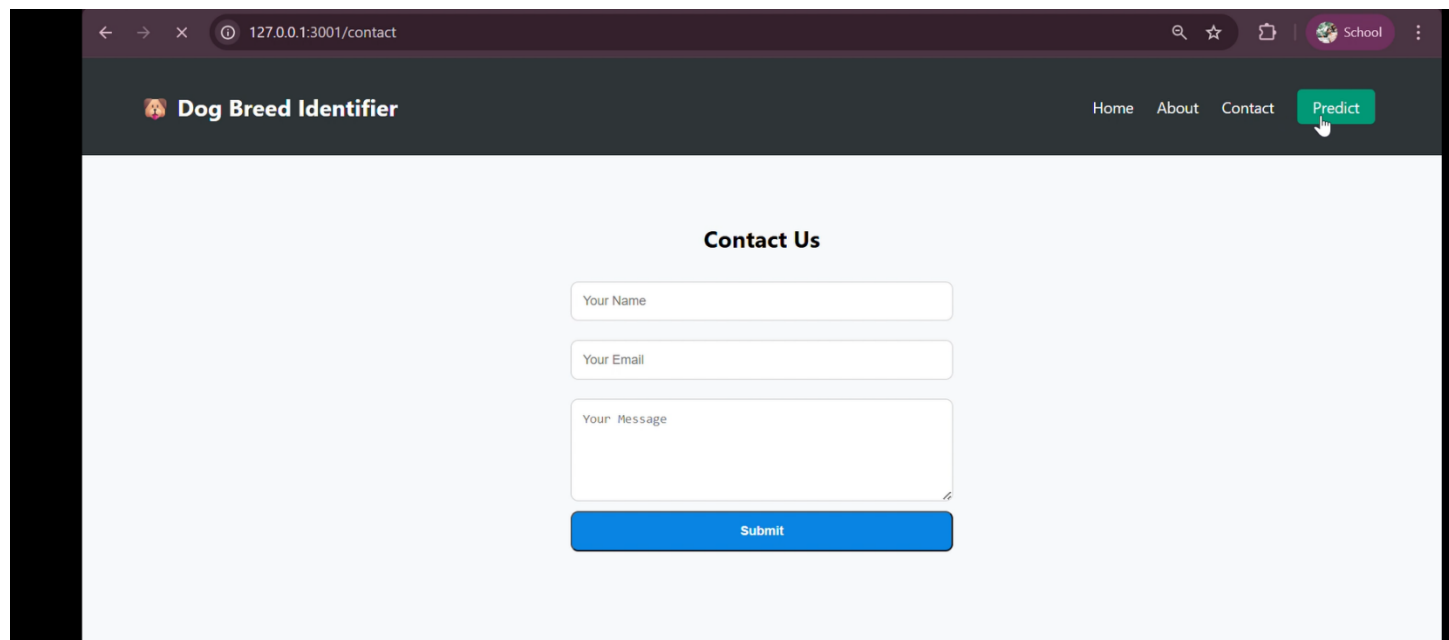 127.0.0.1:3001/contact
School
Dog Breed Identifier
Home About Contact Predict
Contact Us
Your Name
Your Email
Your Message
Submit